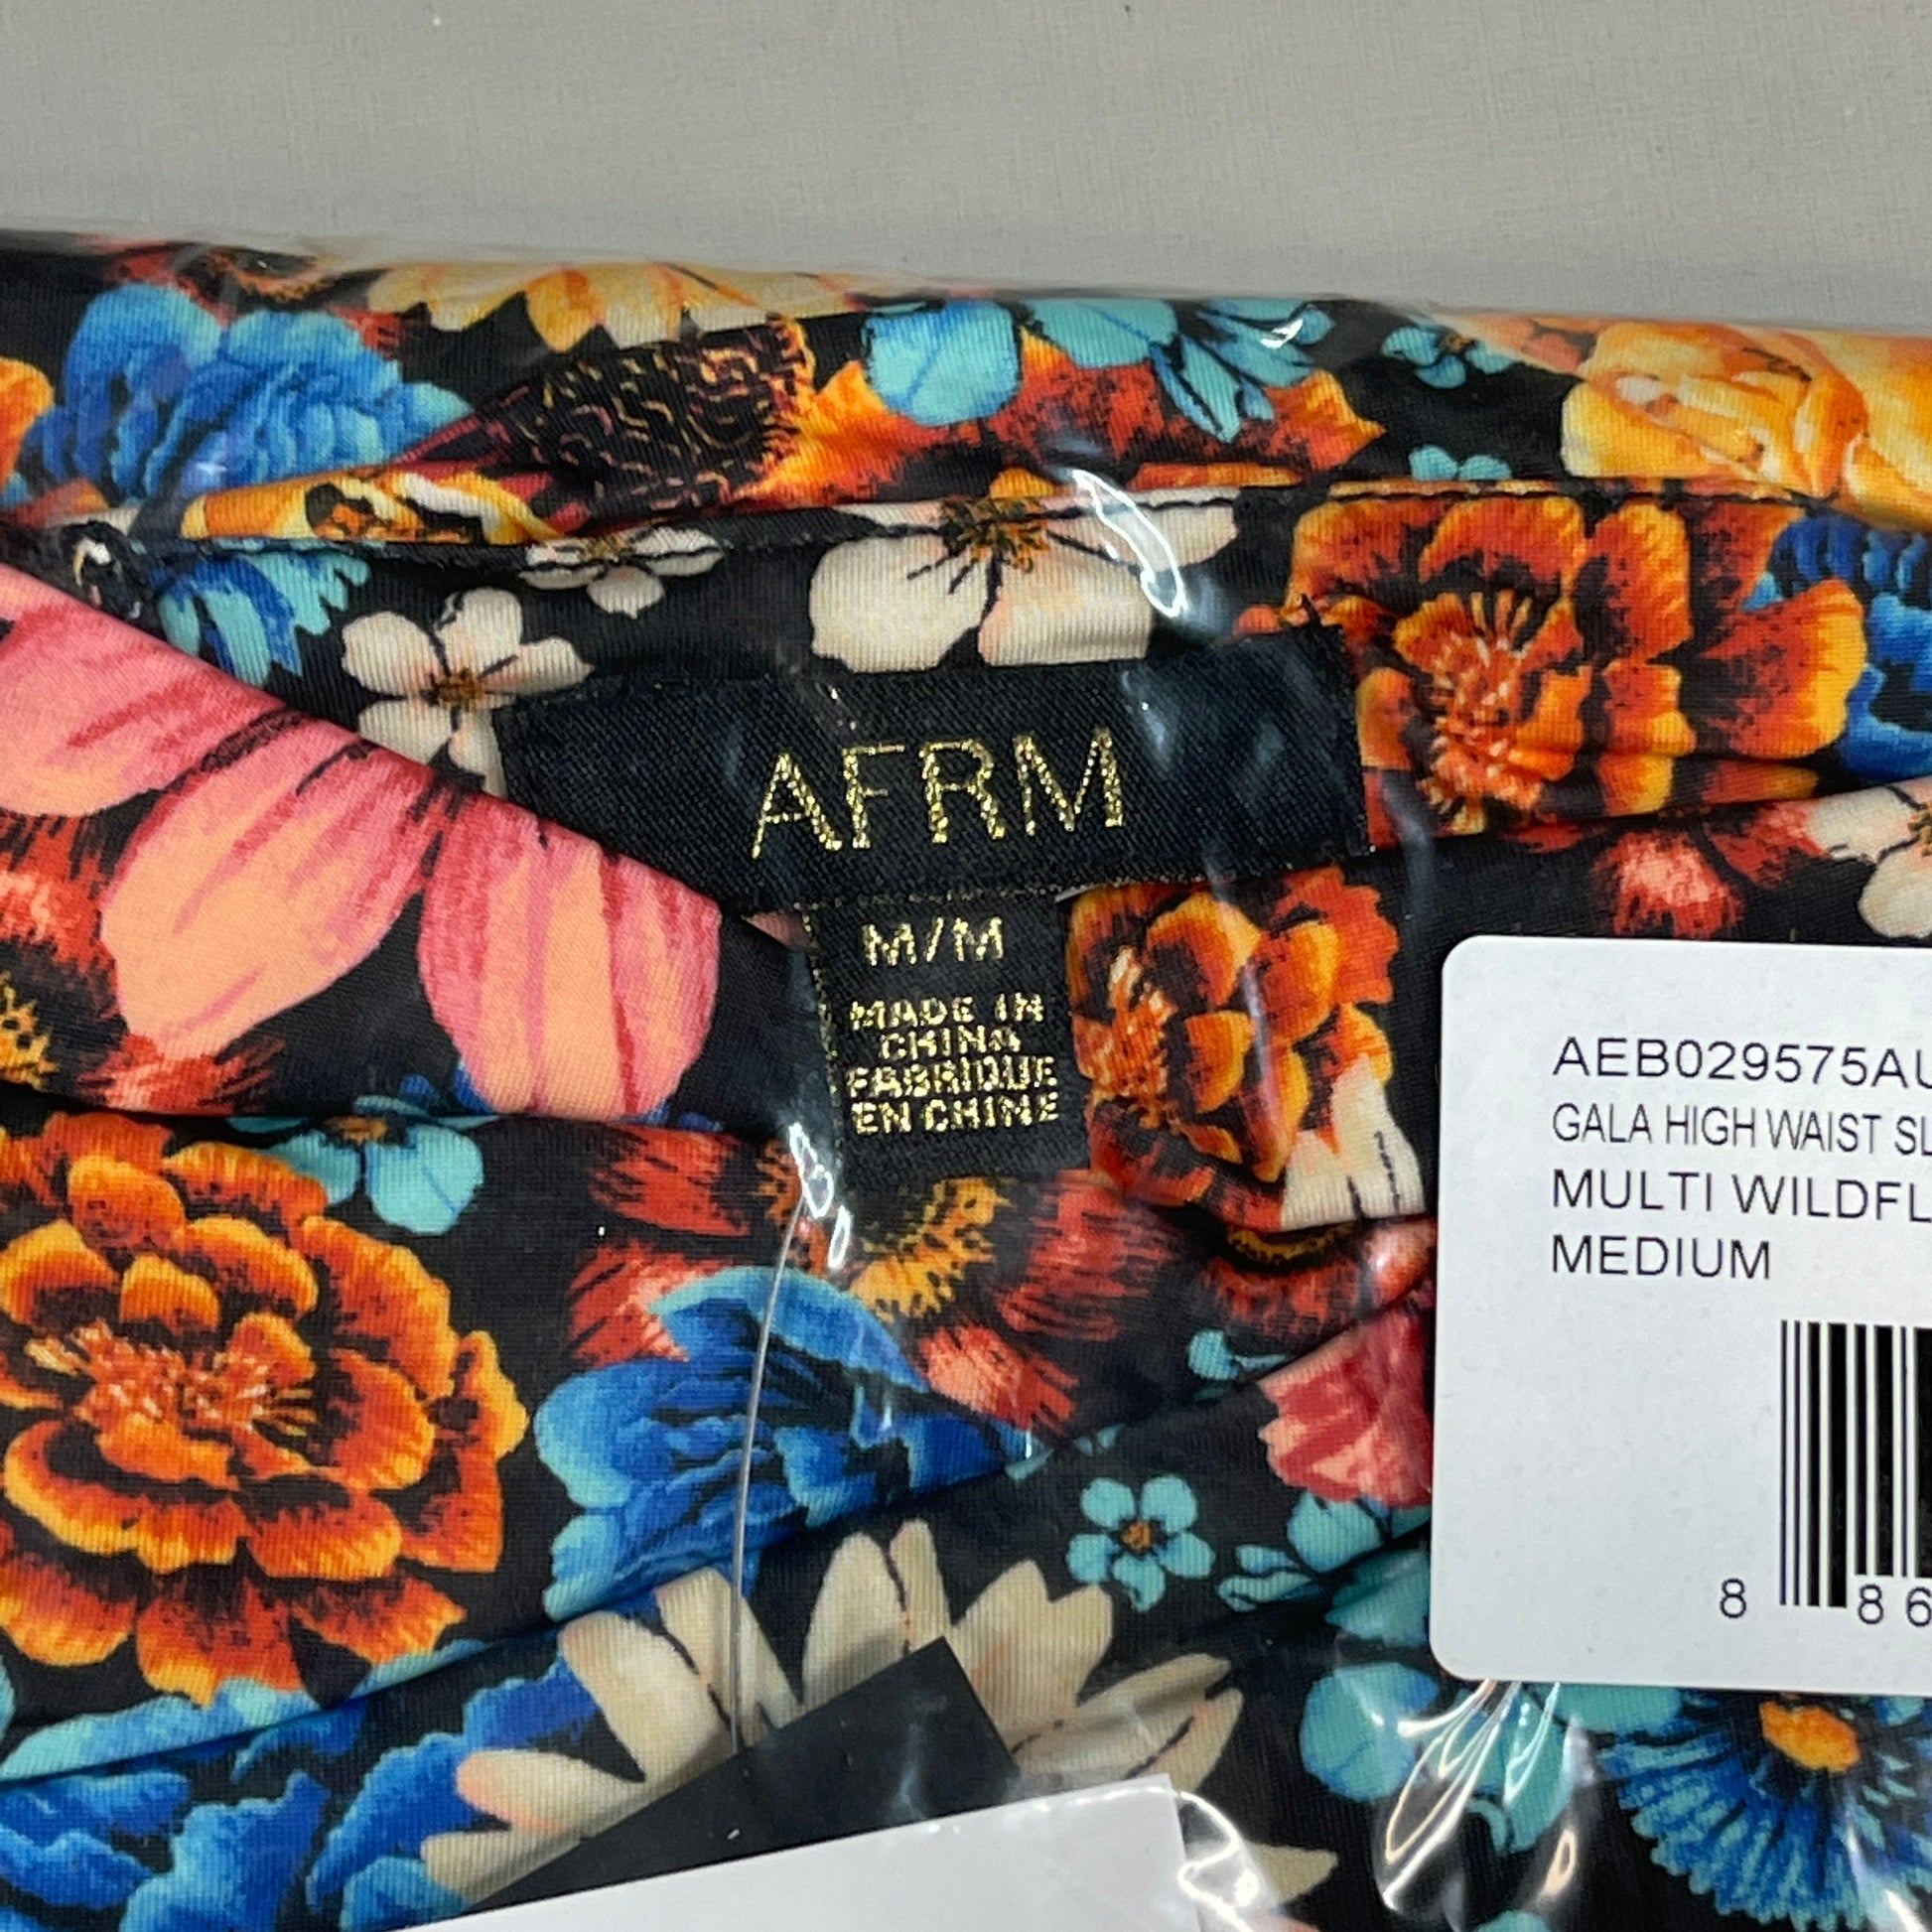 AFRM
M/M
MADE IN
CHINA
FABRIQUE
EN CHINE
AEB029575AU
GALA HIGH WAIST SL
MULTI WILDFL
MEDIUM
8 86